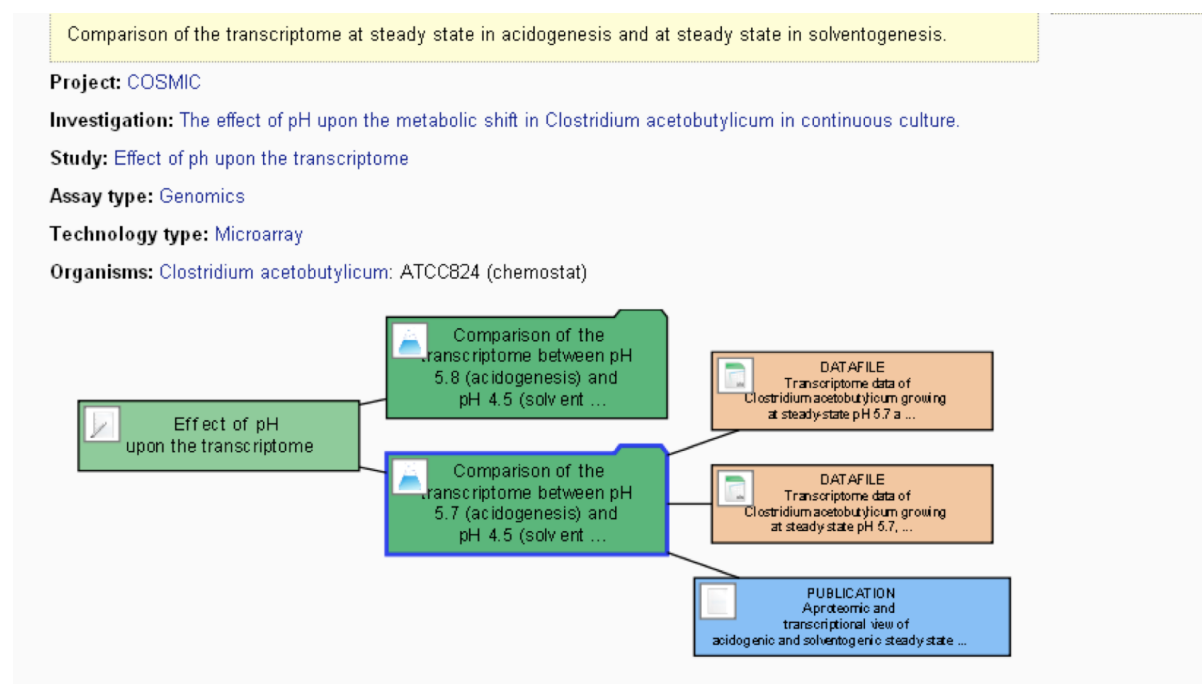 Comparison of the transcriptome at steady state in acidogenesis and at steady state in solventogenesis.
Project: COSMIC
Investigation: The effect of pH upon the metabolic shift in Clostridium acetobutylicum in continuous culture.
Study: Effect of ph upon the transcriptome
Assay type: Genomics
Technology type: Microarray
Organisms: Clostridium acetobutylicum: ATCC824 (chemostat)
Effect of pH
upon the transcriptome
Comparison of the
transcriptome between pH
5.8 (acidogenesis) and
pH 4.5 (solvent ...
Comparison of the
transcriptome between pH
5.7 (acidogenesis) and
pH 4.5 (solvent ...
DATAFILE
Transcriptome data of
Clostridium acetobutylicum growing
at steady-state pH 5.7 a ...
DATAFILE
Transcriptome data of
Clostridium acetobutylicum growing
at steady state pH 5.7, ...
PUBLICATION
A proteomic and
transcriptional view of
acidogenic and solventogenic steady state ...